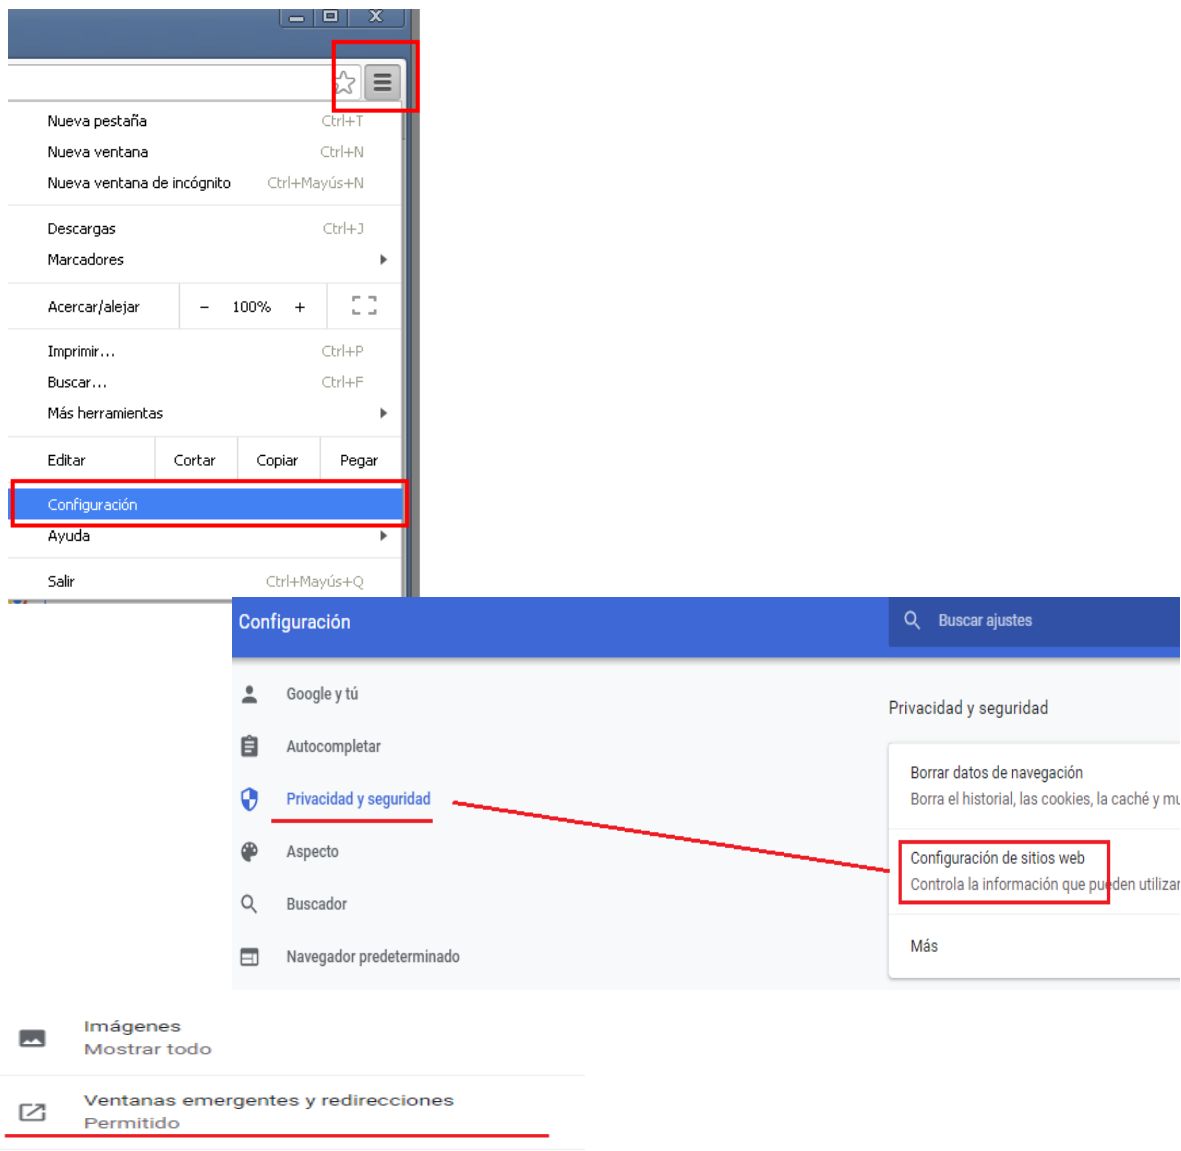 X
Nueva pestaña Ctrl+T
Nueva ventana Ctrl+N
Nueva ventana de incógnito Ctrl+Mayús+N
Descargas Ctrl+J
Marcadores
Acercar/alejar - 100% +
Imprimir... Ctrl+P
Buscar... Ctrl+F
Más herramientas
Editar Cortar Copiar Pegar
Configuración
Ayuda
Salir Ctrl+Mayús+Q
Configuración Buscar ajustes
Google y tú
Autocompletar
Privacidad y seguridad
Aspecto
Buscador
Navegador predeterminado
Privacidad y seguridad
Borrar datos de navegación
Borra el historial, las cookies, la caché y mu
Configuración de sitios web
Controla la información que pueden utilizar
Más
Imágenes
Mostrar todo
Ventanas emergentes y redirecciones
Permitido